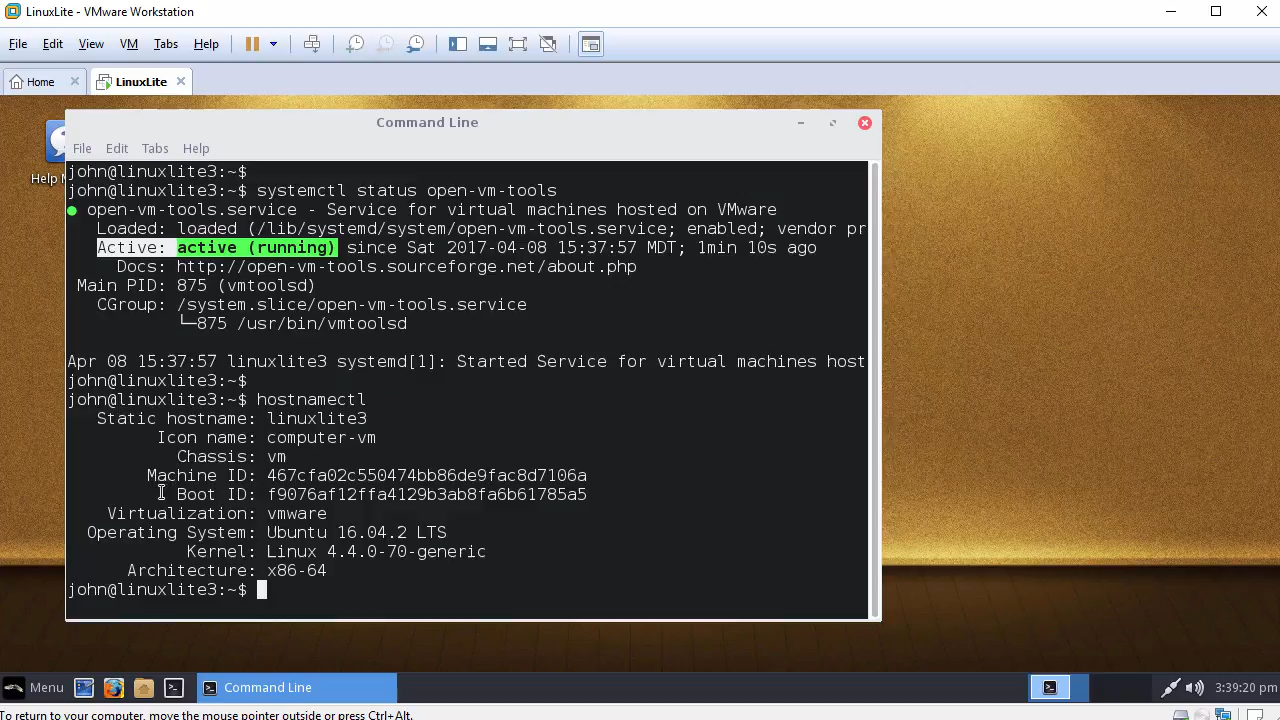 LinuxLite - VMware Workstation
File Edit View VM Tabs Help
Home LinuxLite
Command Line
File Edit Tabs Help
Help
john@linuxlite3:~$
john@linuxlite3:~$ systemctl status open-vm-tools
● open-vm-tools.service - Service for virtual machines hosted on VMware
Loaded: loaded (/lib/systemd/system/open-vm-tools.service; enabled; vendor pr
Active: active (running) since Sat 2017-04-08 15:37:57 MDT; 1min 10s ago
Docs: http://open-vm-tools.sourceforge.net/about.php
Main PID: 875 (vmtoolsd)
CGroup: /system.slice/open-vm-tools.service
└─875 /usr/bin/vmtoolsd
Apr 08 15:37:57 linuxlite3 systemd[1]: Started Service for virtual machines host
john@linuxlite3:~$
john@linuxlite3:~$ hostnamectl
Static hostname: linuxlite3
Icon name: computer-vm
Chassis: vm
Machine ID: 467cfa02c550474bb86de9fac8d7106a
Boot ID: f9076af12ffa4129b3ab8fa6b61785a5
Virtualization: vmware
Operating System: Ubuntu 16.04.2 LTS
Kernel: Linux 4.4.0-70-generic
Architecture: x86-64
john@linuxlite3:~$
Menu Command Line 3:39:20 pm
To return to your computer, move the mouse pointer outside or press Ctrl+Alt.